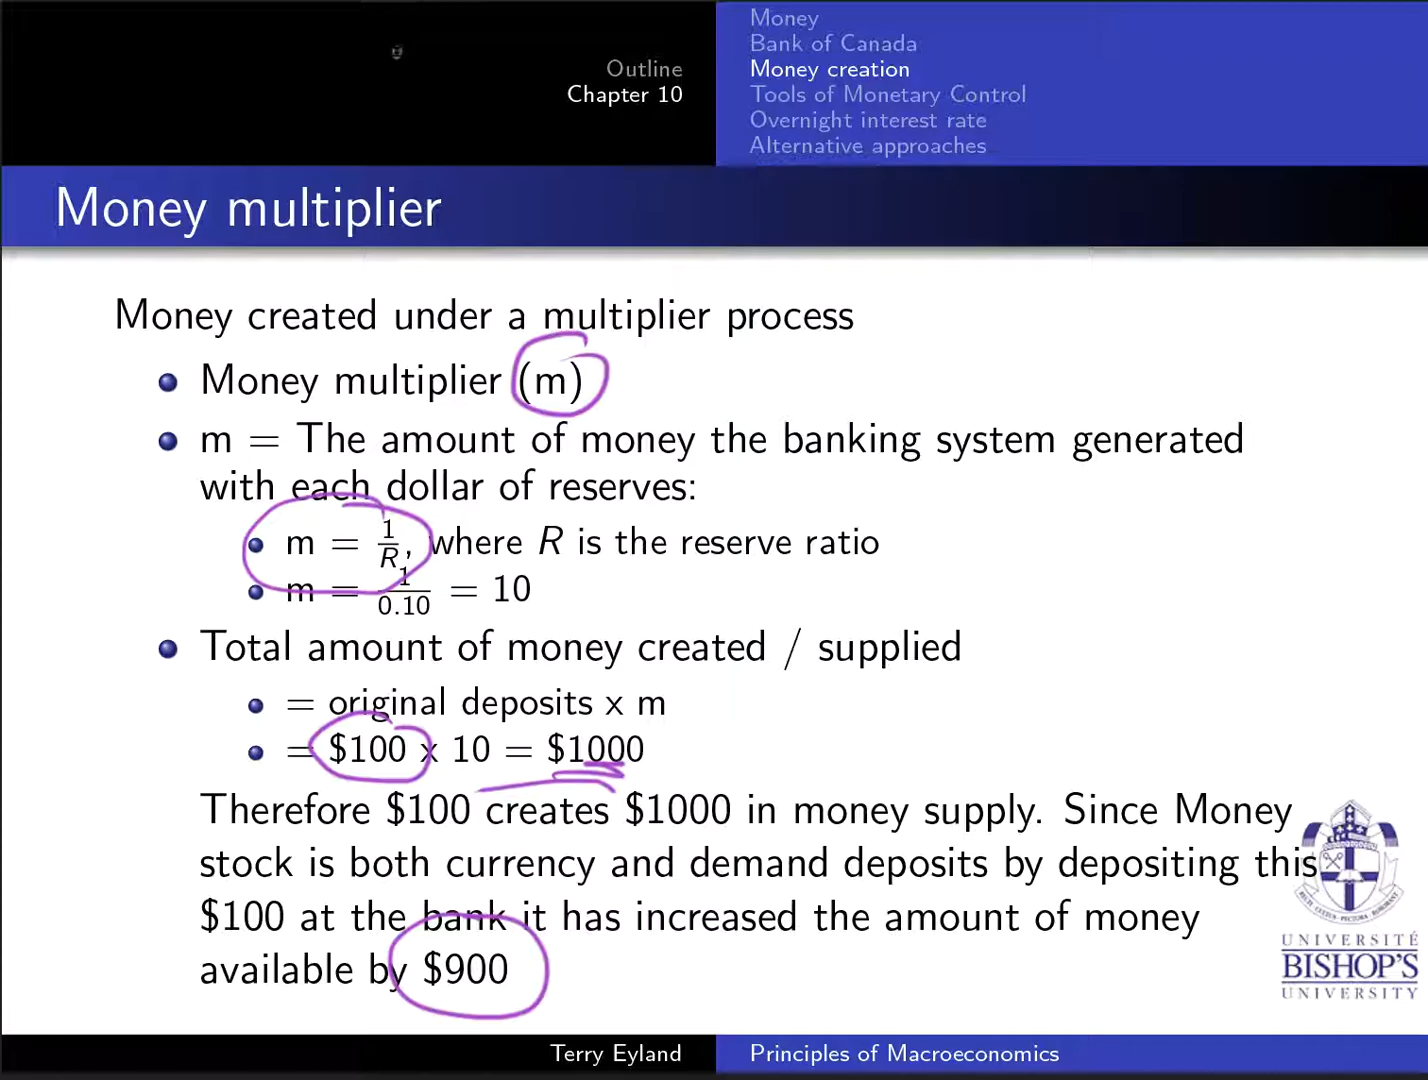 Outline
Chapter 10
Money
Bank of Canada
Money creation
Tools of Monetary Control
Overnight interest rate
Alternative approaches
Money multiplier
Money created under a multiplier process
Money multiplier (m)
m = The amount of money the banking system generated
with each dollar of reserves:
m = 1/R, where R is the reserve ratio
m = 1/0.10 = 10
Total amount of money created / supplied
= original deposits x m
= $100 x 10 = $1000
Therefore $100 creates $1000 in money supply. Since Money
stock is both currency and demand deposits by depositing this
$100 at the bank it has increased the amount of money
available by $900
UNIVERSITÉ
BISHOP'S
UNIVERSITY
Terry Eyland
Principles of Macroeconomics